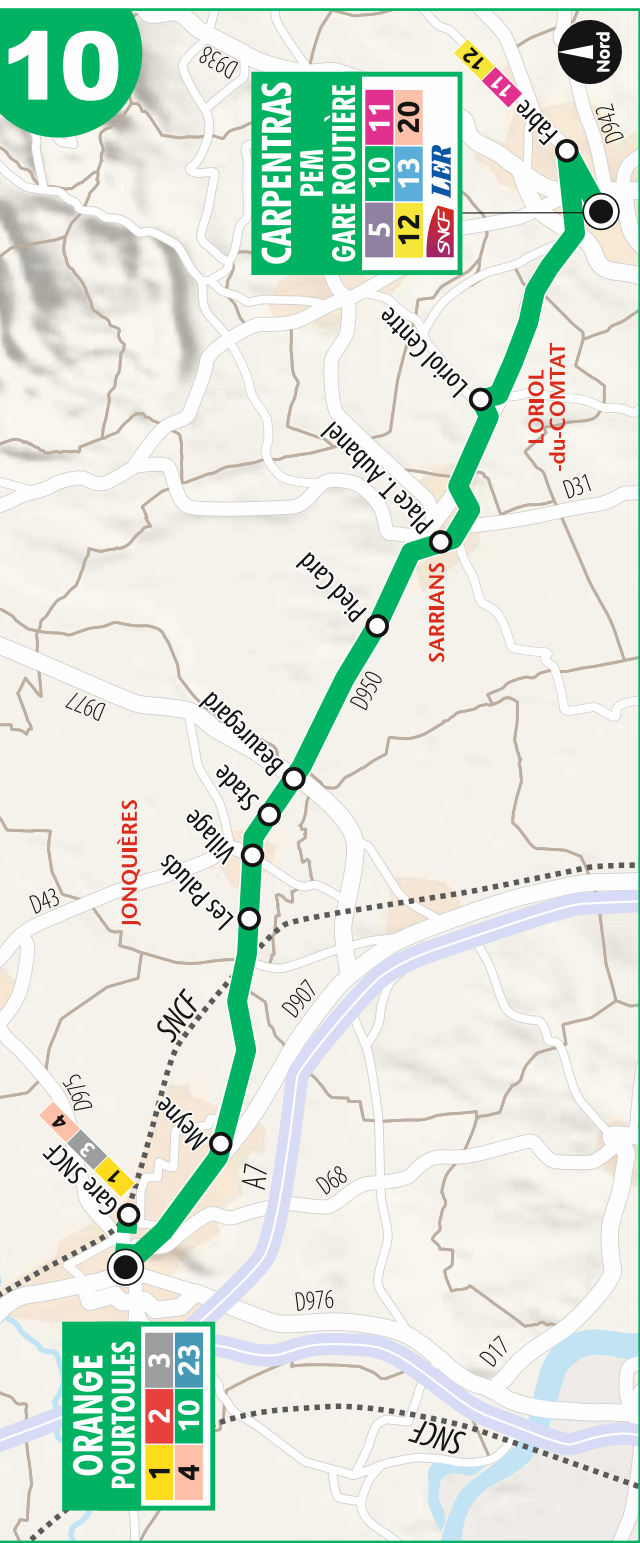 10
ORANGE
POURTOULES
1 2 3
4 10 23
Gare SNCF
1 3 4
Meyne
Les Paluds
Village
Stade
Beauregard
Pied Card
Place T. Aubanel
Loriol Centre
Fabre
11 12
CARPENTRAS
PEM
GARE ROUTIÈRE
5 10 11
12 13 20
SNCF LER
JONQUIÈRES
SARRIANS
LORIOL
-du-COMTAT
D975
D43
D977
D938
D942
D31
D950
D907
A7
D68
D976
D17
SNCF
SNCF
Nord